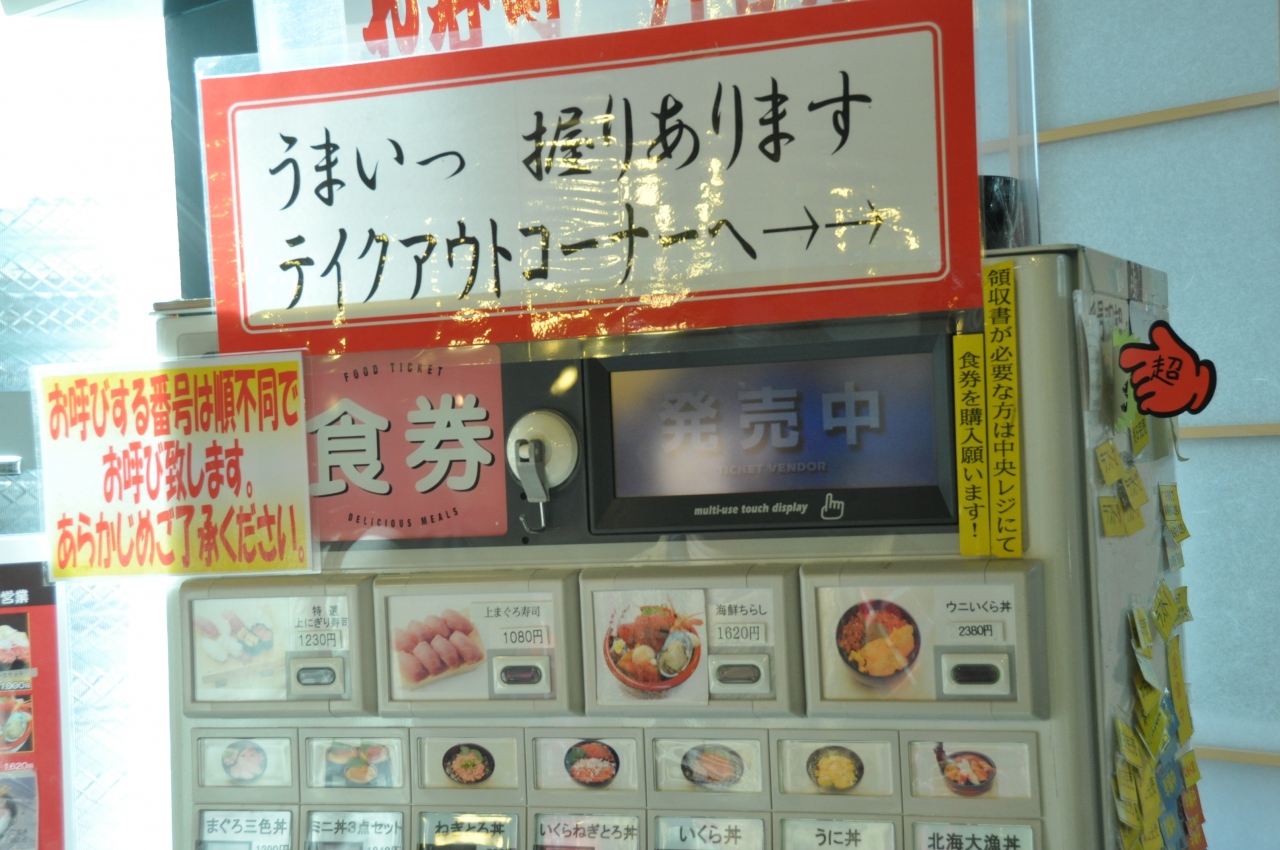 うまいっ 握りあります
テイクアウトコーナーへ→→
領収書が必要な方は中央レジにて
食券を購入願います!
超
お呼びする番号は順不同で
お呼び致します。
あらかじめご了承ください。
FOOD TICKET
食券
DELICIOUS MEALS
発売中
TICKET VENDOR
multi-use touch display
営業
特選
上にぎり寿司
1230円
上まぐろ寿司
1080円
海鮮ちらし
1620円
ウニいくら丼
2380円
まぐろ三色丼
ミニ丼3点セット
ねぎとろ丼
いくらねぎとろ丼
いくら丼
うに丼
北海大漁丼